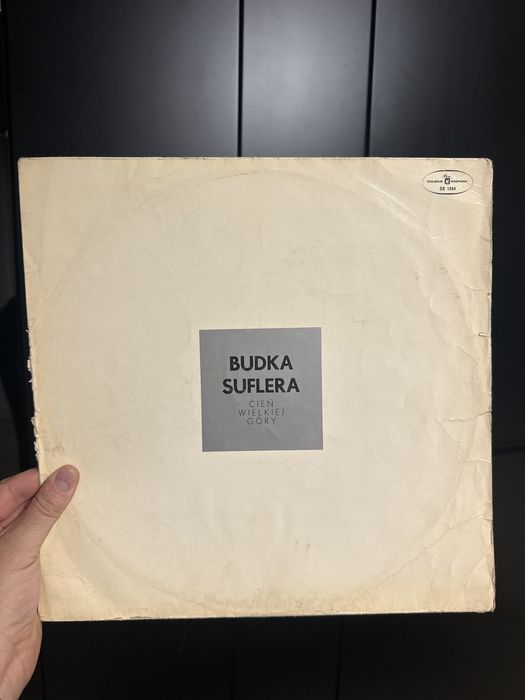 POLSKIE NAGRANIA
SX 1264
BUDKA
SUFLERA
CIEŃ
WIELKIEJ
GÓRY